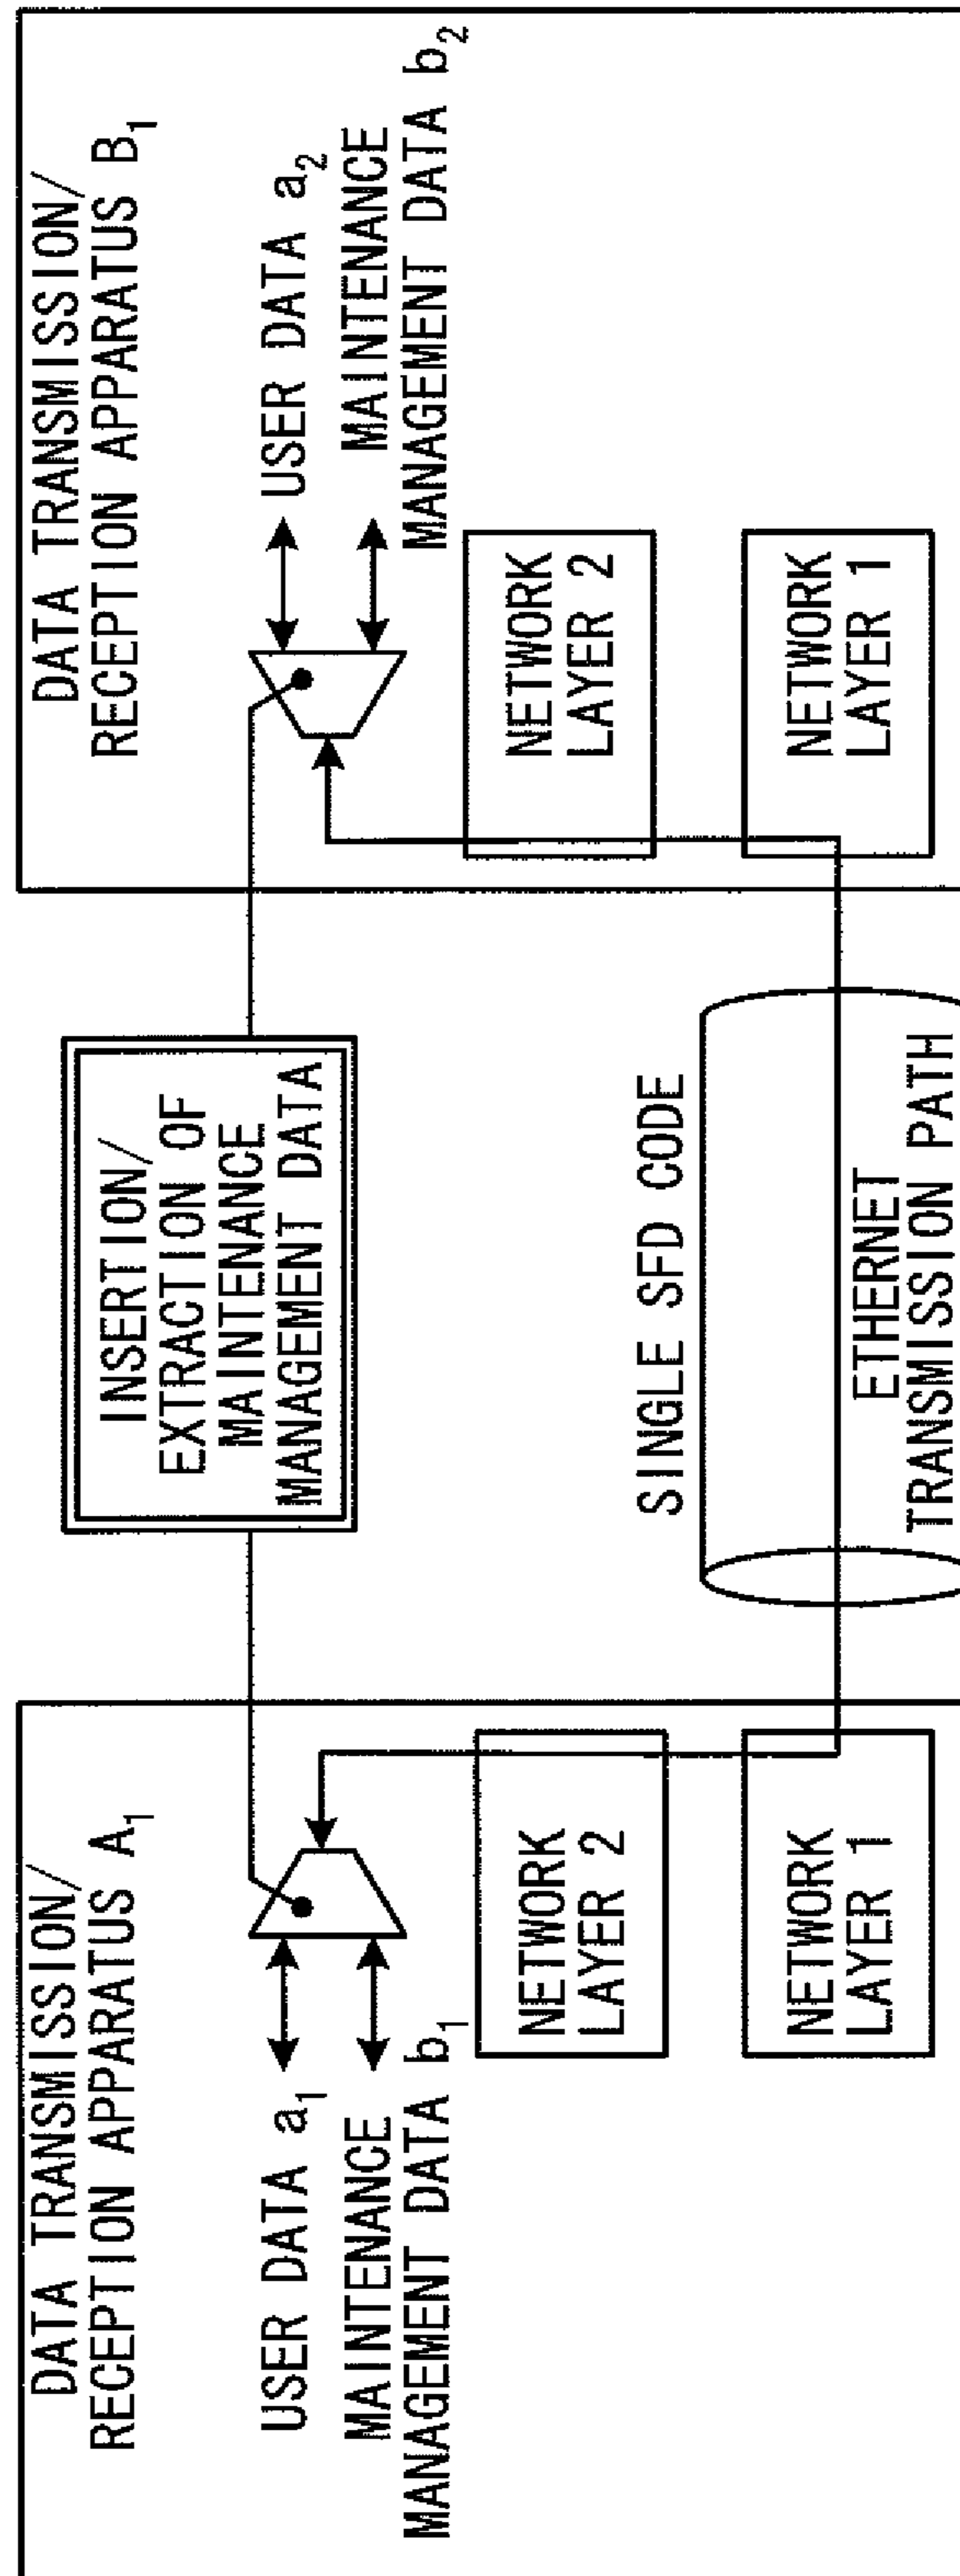 DATA TRANSMISSION/
RECEPTION APPARATUS A1
USER DATA a1
MAINTENANCE
MANAGEMENT DATA b1
NETWORK
LAYER 2
NETWORK
LAYER 1
INSERTION/
EXTRACTION OF
MAINTENANCE
MANAGEMENT DATA
SINGLE SFD CODE
ETHERNET
TRANSMISSION PATH
DATA TRANSMISSION/
RECEPTION APPARATUS B1
USER DATA a2
MAINTENANCE
MANAGEMENT DATA b2
NETWORK
LAYER 2
NETWORK
LAYER 1